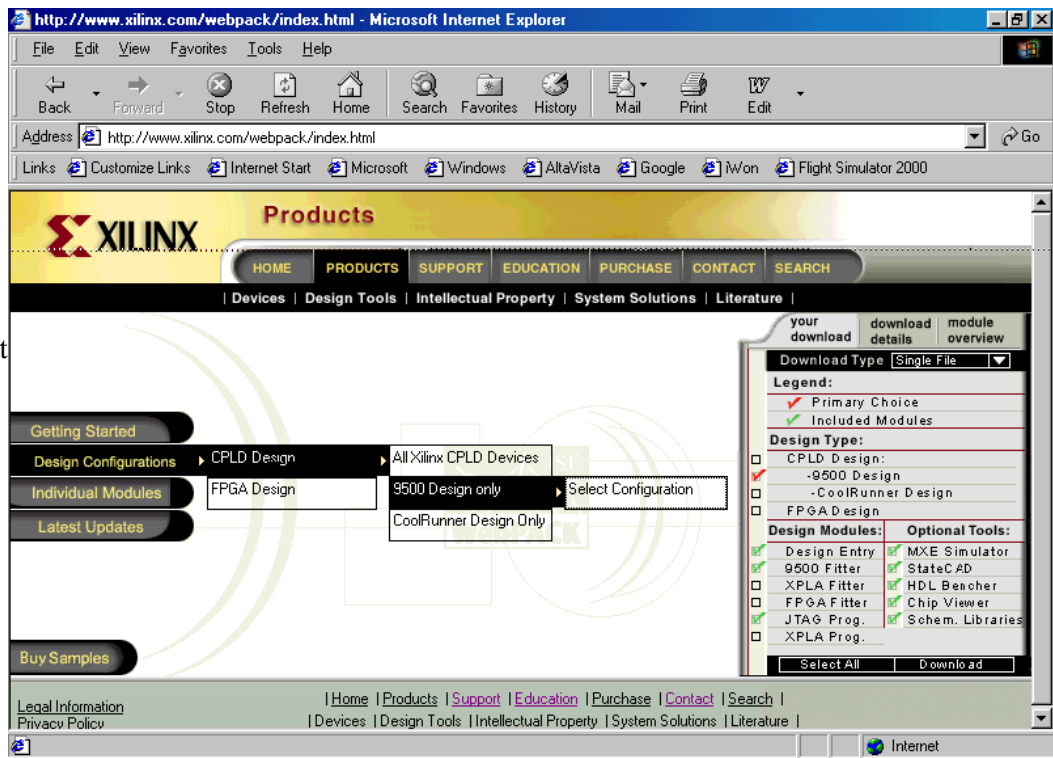 http://www.xilinx.com/webpack/index.html - Microsoft Internet Explorer
File Edit View Favorites Tools Help
Back Forward Stop Refresh Home Search Favorites History Mail Print Edit
Address http://www.xilinx.com/webpack/index.html Go
Links Customize Links Internet Start Microsoft Windows AltaVista Google iWon Flight Simulator 2000
XILINX
Products
HOME PRODUCTS SUPPORT EDUCATION PURCHASE CONTACT SEARCH
| Devices | Design Tools | Intellectual Property | System Solutions | Literature |
t
Getting Started
Design Configurations
Individual Modules
Latest Updates
Buy Samples
CPLD Design
FPGA Design
All Xilinx CPLD Devices
9500 Design only
CoolRunner Design Only
Select Configuration
WebPACK
your download
download details
module overview
Download Type Single File
Legend:
Primary Choice
Included Modules
Design Type:
CPLD Design:
-9500 Design
-CoolRunner Design
FPGA Design
Design Modules: Optional Tools:
Design Entry MXE Simulator
9500 Fitter StateCAD
XPLA Fitter HDL Bencher
FPGA Fitter Chip Viewer
JTAG Prog. Schem. Libraries
XPLA Prog.
Select All Download
Legal Information
Privacy Policy
| Home | Products | Support | Education | Purchase | Contact | Search |
| Devices | Design Tools | Intellectual Property | System Solutions | Literature |
Internet